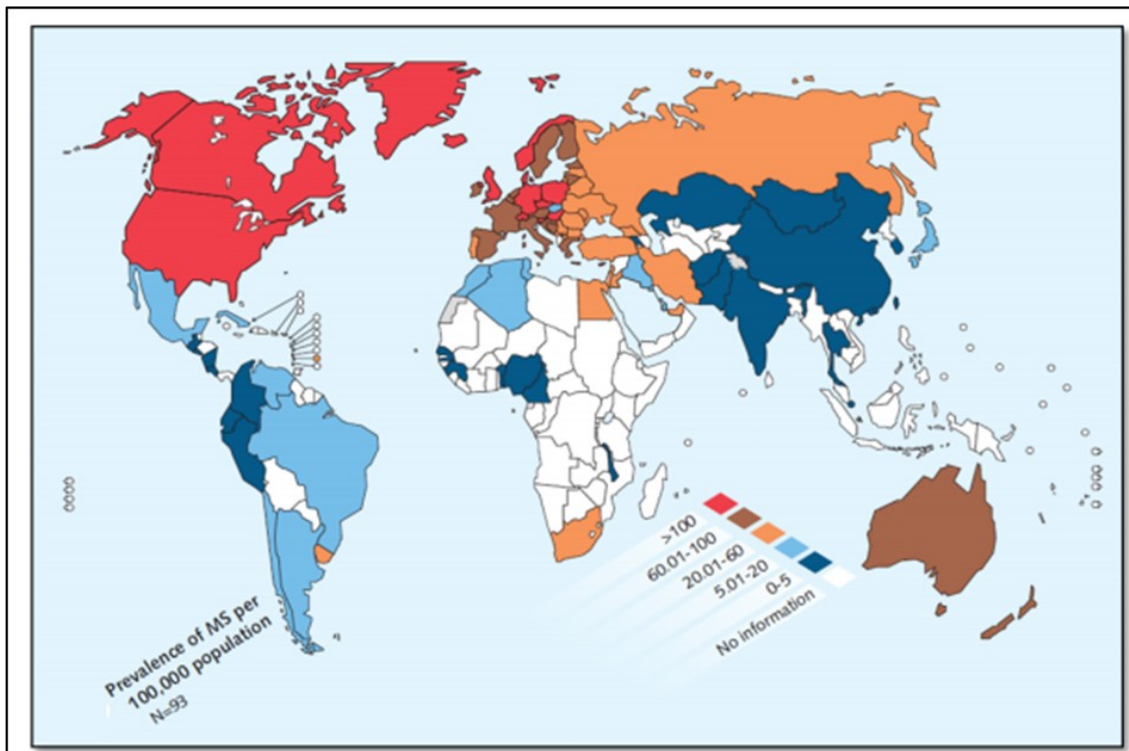 >100
60.01-100
20.01-60
5.01-20
0-5
No information
Prevalence of MS per
100,000 population
N=93